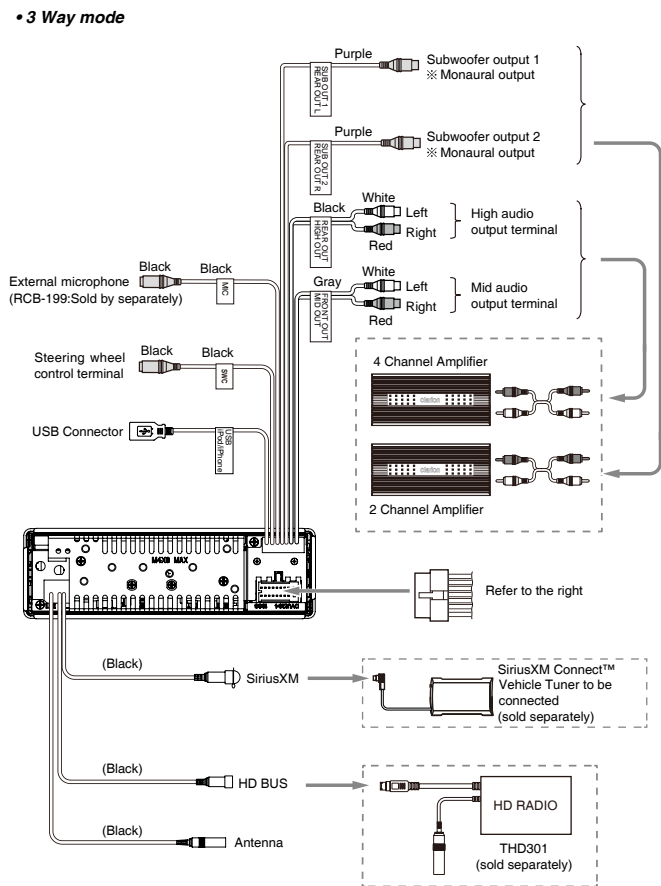 • 3 Way mode
Purple
SUB OUT 1
REAR OUT L
Subwoofer output 1
※ Monaural output
Purple
SUB OUT 2
REAR OUT R
Subwoofer output 2
※ Monaural output
Black
REAR OUT
HIGH OUT
White
Left
Right
Red
High audio
output terminal
Gray
FRONT OUT
MID OUT
White
Left
Right
Red
Mid audio
output terminal
External microphone
(RCB-199:Sold by separately)
Black
Black
MIC
Steering wheel
control terminal
Black
Black
SWC
USB Connector
USB
iPod/iPhone
4 Channel Amplifier
clarion
clarion
2 Channel Amplifier
M4X8 MAX
Refer to the right
(Black)
SiriusXM
SiriusXM Connect™
Vehicle Tuner to be
connected
(sold separately)
(Black)
HD BUS
HD RADIO
THD301
(sold separately)
(Black)
Antenna